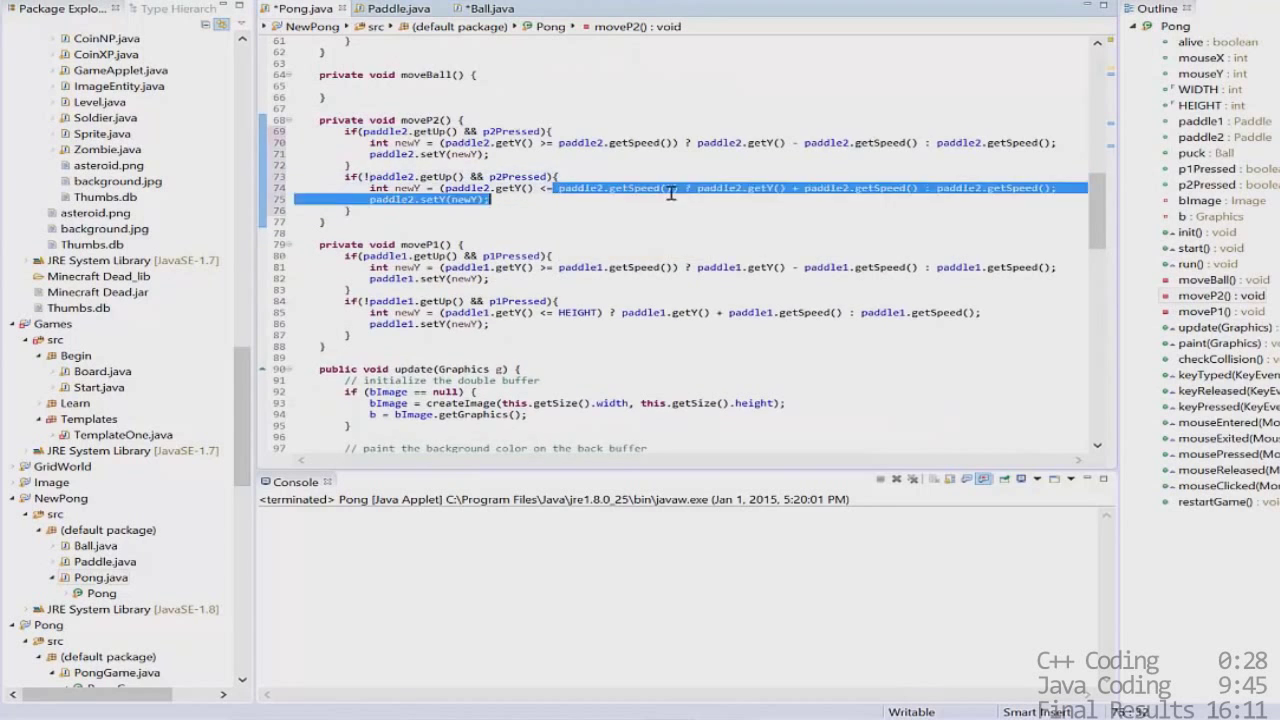 Package Explo...
Type Hierarch
*Pong.java
Paddle.java
*Ball.java
Outline
CoinNP.java
CoinXP.java
GameApplet.java
ImageEntity.java
Level.java
Soldier.java
Sprite.java
Zombie.java
asteroid.png
background.jpg
Thumbs.db
asteroid.png
background.jpg
Thumbs.db
JRE System Library [JavaSE-1.7]
Minecraft Dead_lib
Minecraft Dead.jar
Thumbs.db
Games
src
Begin
Board.java
Start.java
Learn
Templates
TemplateOne.java
JRE System Library [JavaSE-1.7]
GridWorld
Image
NewPong
src
(default package)
Ball.java
Paddle.java
Pong.java
Pong
JRE System Library [JavaSE-1.8]
Pong
src
(default package)
PongGame.java
NewPong src (default package) Pong moveP2() : void
61 }
62 }
63
64 private void moveBall() {
65
66 }
67
68 private void moveP2() {
69 if(paddle2.getUp() && p2Pressed){
70 int newY = (paddle2.getY() >= paddle2.getSpeed()) ? paddle2.getY() - paddle2.getSpeed() : paddle2.getSpeed();
71 paddle2.setY(newY);
72 }
73 if(!paddle2.getUp() && p2Pressed){
74 int newY = (paddle2.getY() <= paddle2.getSpeed()) ? paddle2.getY() + paddle2.getSpeed() : paddle2.getSpeed();
75 paddle2.setY(newY);
76 }
77 }
78
79 private void moveP1() {
80 if(paddle1.getUp() && p1Pressed){
81 int newY = (paddle1.getY() >= paddle1.getSpeed()) ? paddle1.getY() - paddle1.getSpeed() : paddle1.getSpeed();
82 paddle1.setY(newY);
83 }
84 if(!paddle1.getUp() && p1Pressed){
85 int newY = (paddle1.getY() <= HEIGHT) ? paddle1.getY() + paddle1.getSpeed() : paddle1.getSpeed();
86 paddle1.setY(newY);
87 }
88 }
89
90 public void update(Graphics g) {
91 // initialize the double buffer
92 if (bImage == null) {
93 bImage = createImage(this.getSize().width, this.getSize().height);
94 b = bImage.getGraphics();
95 }
96
97 // paint the background color on the back buffer
Console
<terminated> Pong [Java Applet] C:\Program Files\Java\jre1.8.0_25\bin\javaw.exe (Jan 1, 2015, 5:20:01 PM)
Pong
alive : boolean
mouseX : int
mouseY : int
WIDTH : int
HEIGHT : int
paddle1 : Paddle
paddle2 : Paddle
puck : Ball
p1Pressed : boolean
p2Pressed : boolean
bImage : Image
b : Graphics
init() : void
start() : void
run() : void
moveBall() : void
moveP2() : void
moveP1() : void
update(Graphics) :
paint(Graphics) :
checkCollision() :
keyTyped(KeyEven
keyReleased(KeyE
keyPressed(KeyEve
mouseEntered(Mo
mouseExited(Mou
mousePressed(Mo
mouseReleased(M
mouseClicked(Mou
restartGame() : voi
C++ Coding 0:28
Java Coding 9:45
Final Results 16:11
Writable
Smart Insert